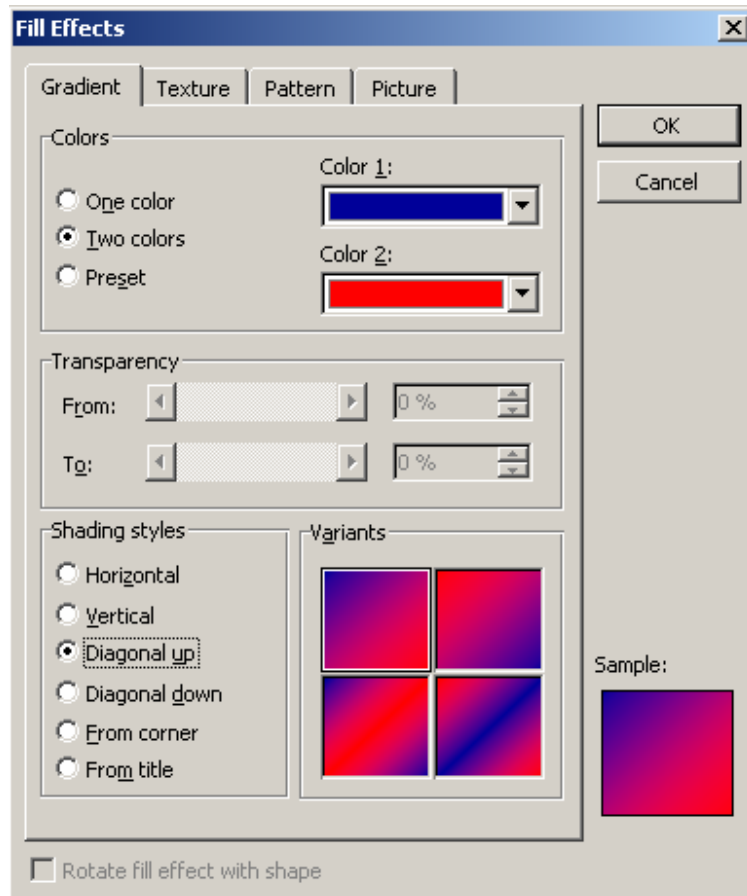 Fill Effects
Gradient Texture Pattern Picture
OK
Cancel
Colors
One color
Two colors
Preset
Color 1:
Color 2:
Transparency
From: 0 %
To: 0 %
Shading styles
Horizontal
Vertical
Diagonal up
Diagonal down
From corner
From title
Variants
Sample:
Rotate fill effect with shape